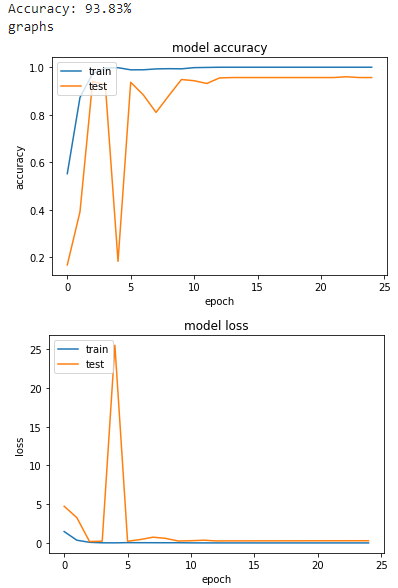 Accuracy: 93.83%
graphs
model accuracy
train
test
1.0
0.8
0.6
0.4
0.2
accuracy
0 5 10 15 20 25
epoch
model loss
train
test
25
20
15
10
5
0
loss
0 5 10 15 20 25
epoch